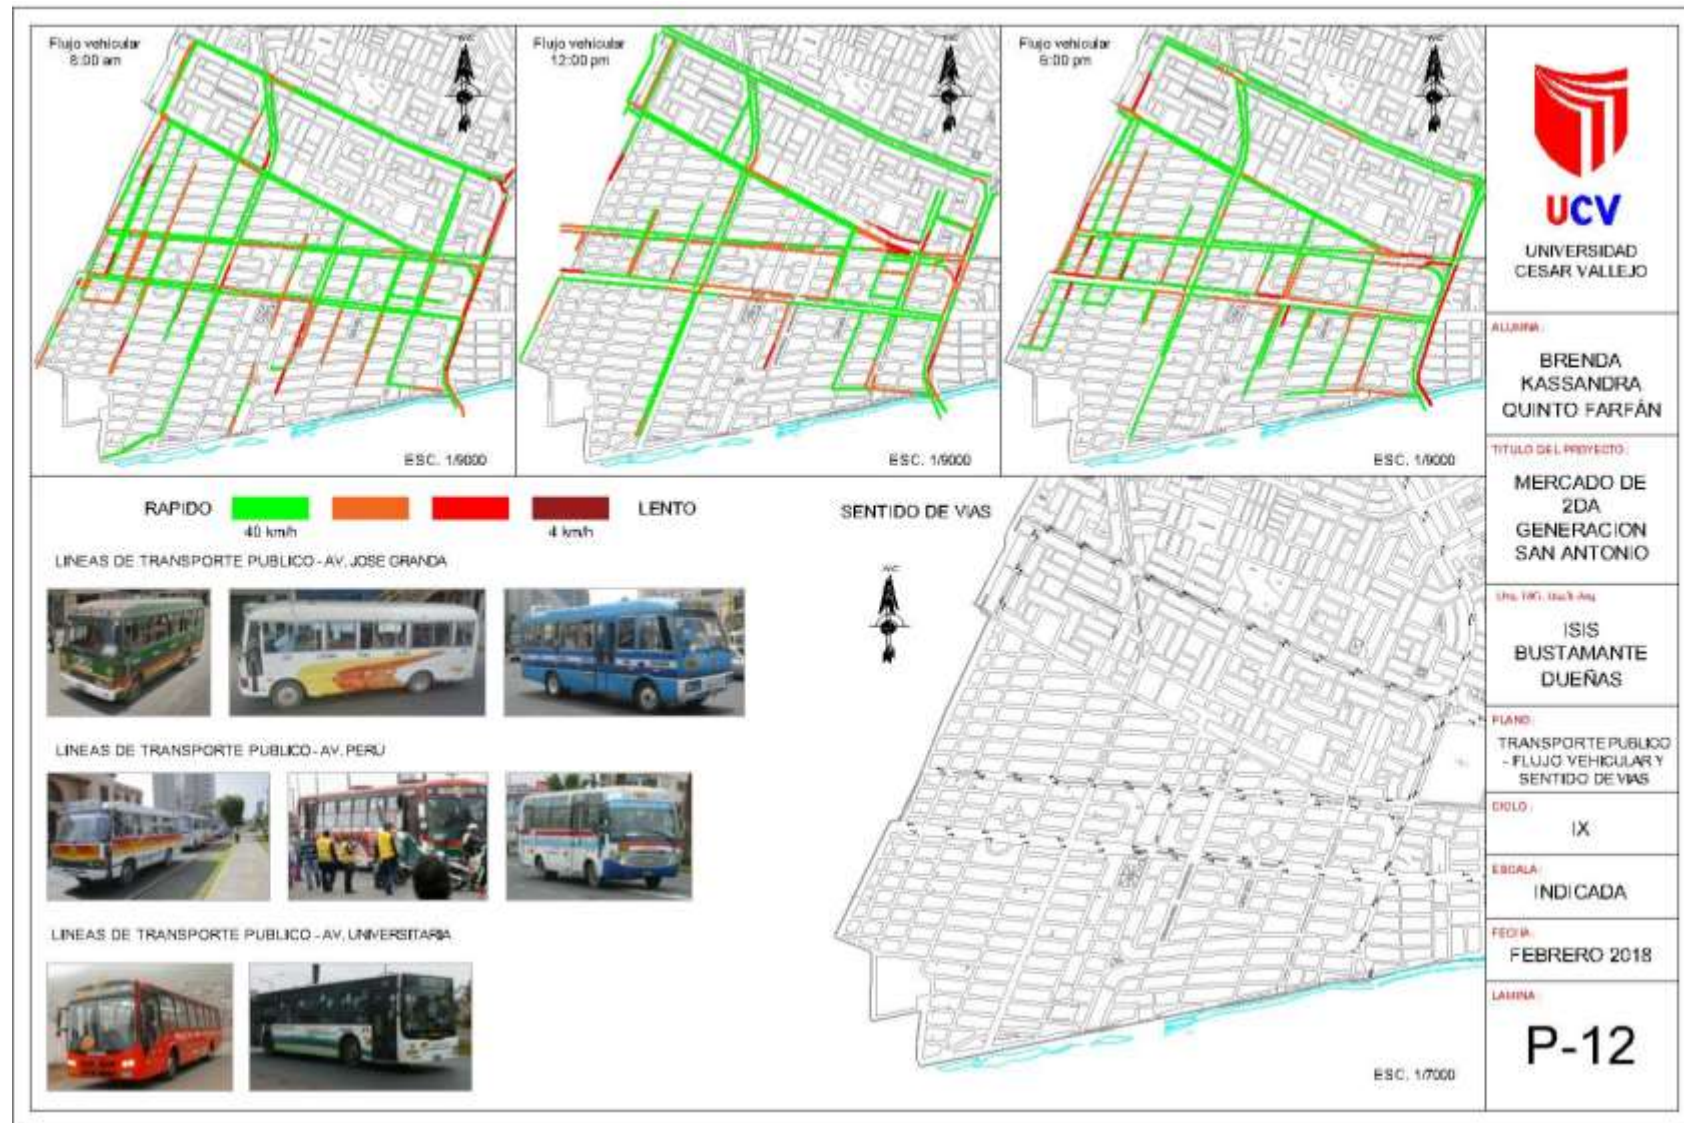 Flujo vehicular
8:00 am
ESC. 1/9000
Flujo vehicular
12:00 pm
ESC. 1/9000
Flujo vehicular
6:00 pm
ESC. 1/9000
RAPIDO
LENTO
40 km/h
4 km/h
LINEAS DE TRANSPORTE PUBLICO - AV. JOSE GRANDA
LINEAS DE TRANSPORTE PUBLICO - AV. PERÚ
LINEAS DE TRANSPORTE PUBLICO - AV. UNIVERSITARIA
SENTIDO DE VIAS
ESC. 1/7000
UCV
UNIVERSIDAD
CESAR VALLEJO
ALUMNA:
BRENDA
KASSANDRA
QUINTO FARFÁN
TITULO DEL PROYECTO:
MERCADO DE
2DA
GENERACION
SAN ANTONIO
ISIS
BUSTAMANTE
DUEÑAS
PLANO:
TRANSPORTE PUBLICO
- FLUJO VEHICULAR Y
SENTIDO DE VIAS
CICLO:
IX
ESCALA:
INDICADA
FECHA:
FEBRERO 2018
LAMINA:
P-12